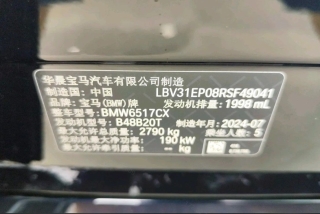 华晨宝马汽车有限公司制造
制造国：中国 LBV31EP08RSF49041
品牌：宝马(BMW)牌 发动机排量：1998 mL
整车型号：BMW6517CX
发动机型号：B48B20T 制造年月：2024-07
最大允许总质量：2790 kg 乘坐人数：5
发动机最大净功率：190 kW